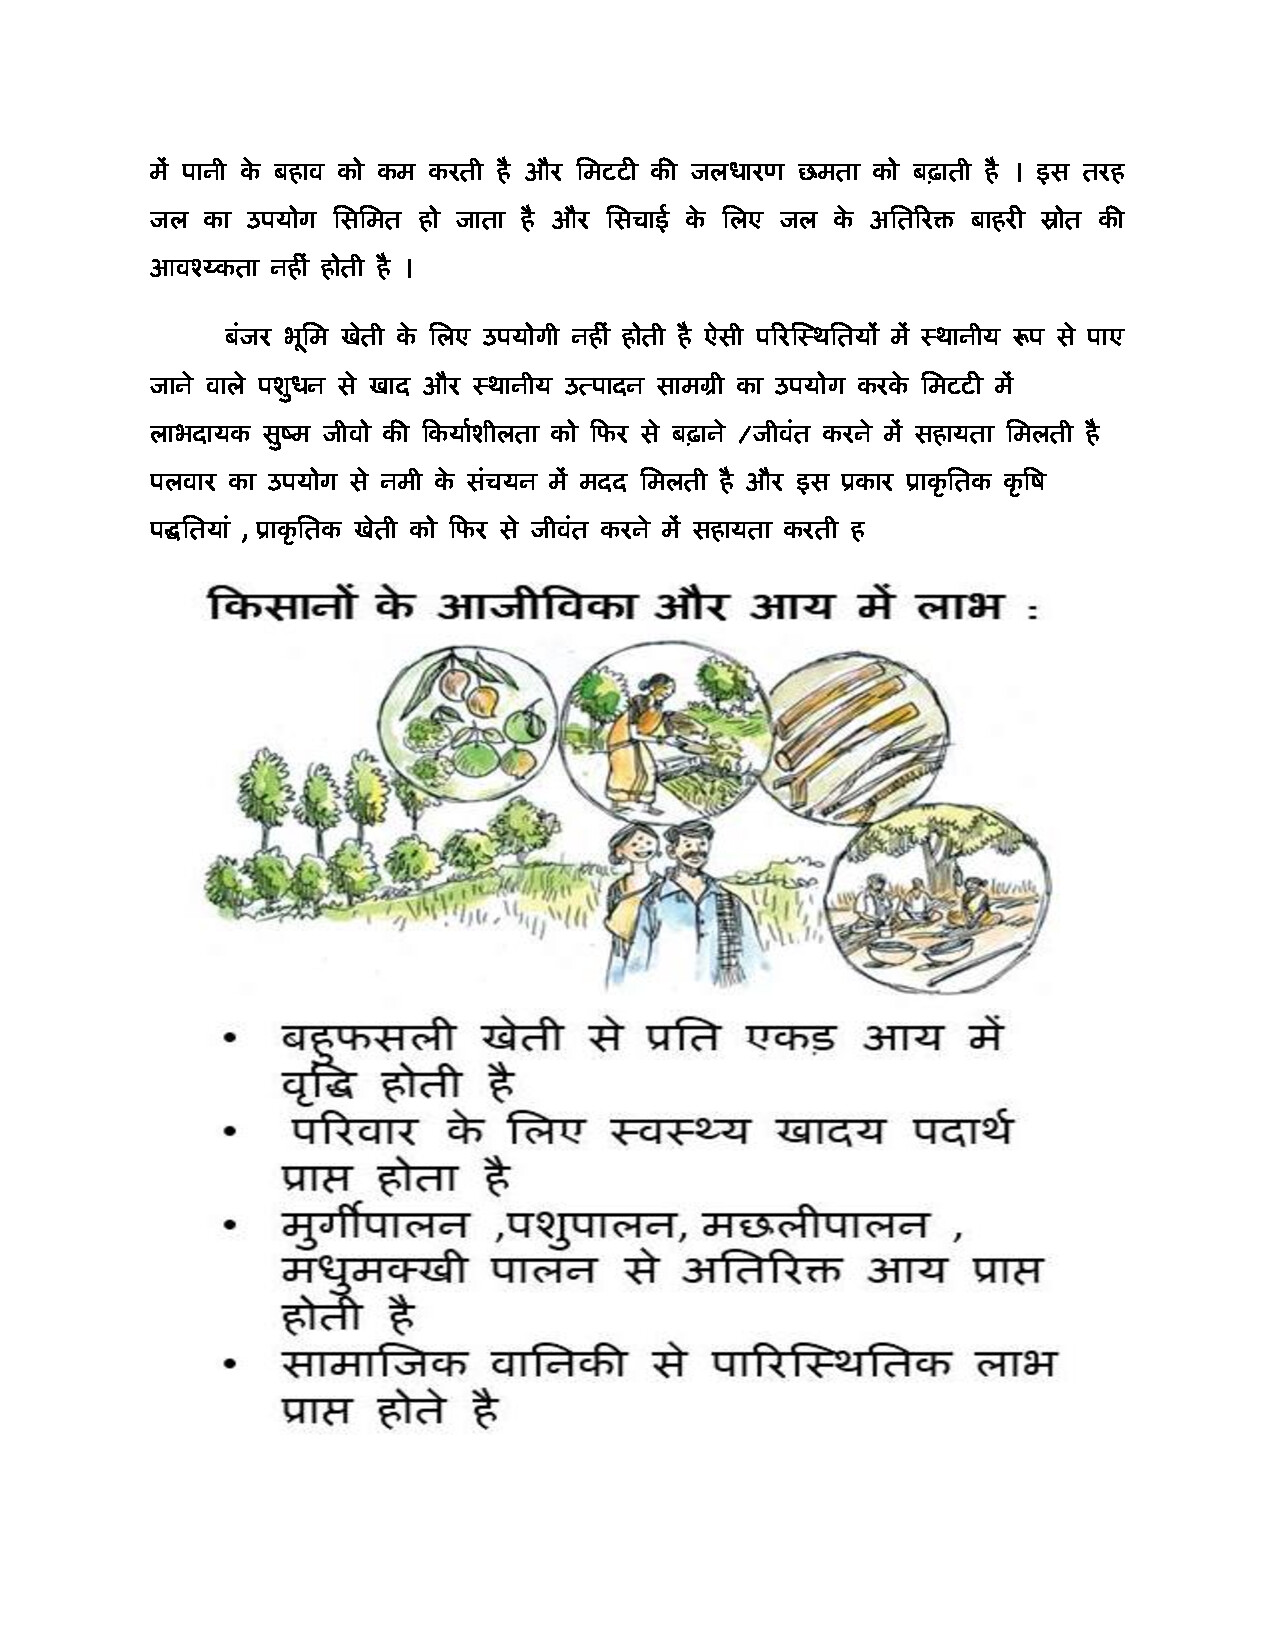 में पानी के बहाव को कम करती है और मिटटी की जलधारण छमता को बढ़ाती है । इस तरह
जल का उपयोग सिमित हो जाता है और सिचाई के लिए जल के अतिरिक्त बाहरी स्रोत की
आवश्य्कता नहीं होती है ।
बंजर भूमि खेती के लिए उपयोगी नहीं होती है ऐसी परिस्थितियों में स्थानीय रूप से पाए
जाने वाले पशुधन से खाद और स्थानीय उत्पादन सामग्री का उपयोग करके मिटटी में
लाभदायक सुष्म जीवो की किर्याशीलता को फिर से बढ़ाने /जीवंत करने में सहायता मिलती है
पलवार का उपयोग से नमी के संचयन में मदद मिलती है और इस प्रकार प्राकृतिक कृषि
पद्धतियां , प्राकृतिक खेती को फिर से जीवंत करने में सहायता करती ह
किसानों के आजीविका और आय में लाभ :
• बहुफसली खेती से प्रति एकड़ आय में
वृद्धि होती है
• परिवार के लिए स्वस्थ्य खादय पदार्थ
प्राप्त होता है
• मुर्गीपालन ,पशुपालन, मछलीपालन ,
मधुमक्खी पालन से अतिरिक्त आय प्राप्त
होती है
• सामाजिक वानिकी से पारिस्थितिक लाभ
प्राप्त होते है